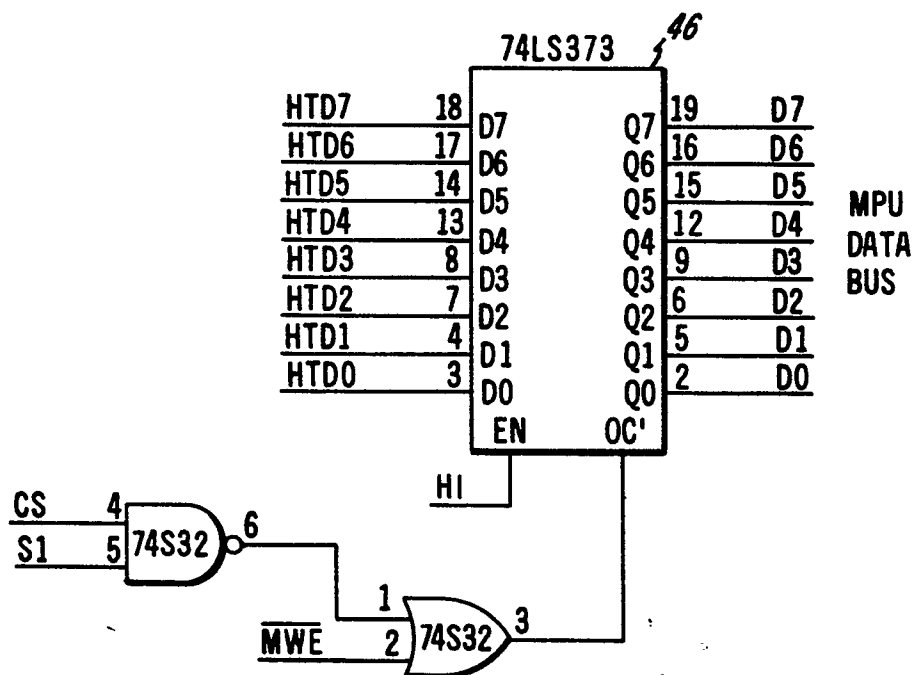 46
74LS373
HTD7 18 D7 Q7 19 D7
HTD6 17 D6 Q6 16 D6
HTD5 14 D5 Q5 15 D5
HTD4 13 D4 Q4 12 D4
HTD3 8 D3 Q3 9 D3
HTD2 7 D2 Q2 6 D2
HTD1 4 D1 Q1 5 D1
HTD0 3 D0 Q0 2 D0
MPU
DATA
BUS
EN OC'
HI
CS 4
S1 5
74S32 6
1
M̅W̅E̅ 2
74S32 3